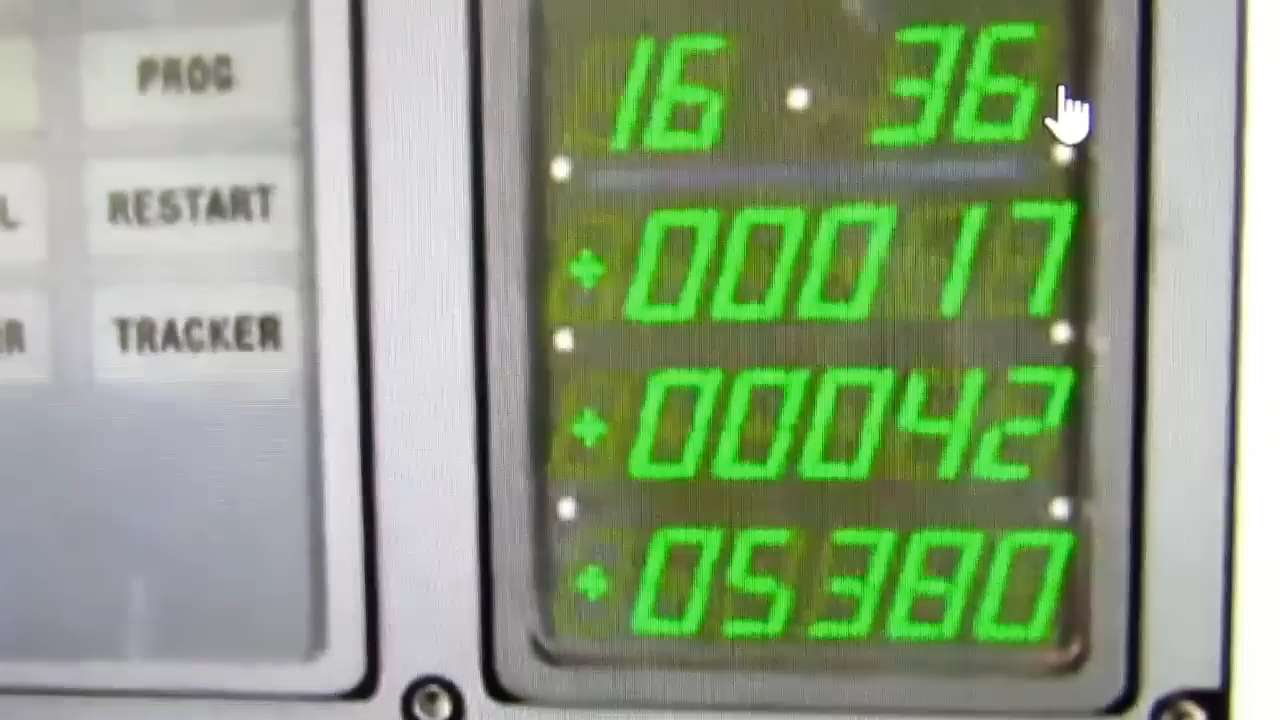 PROG
RESTART
TRACKER
16 36
+00017
+00042
+05380